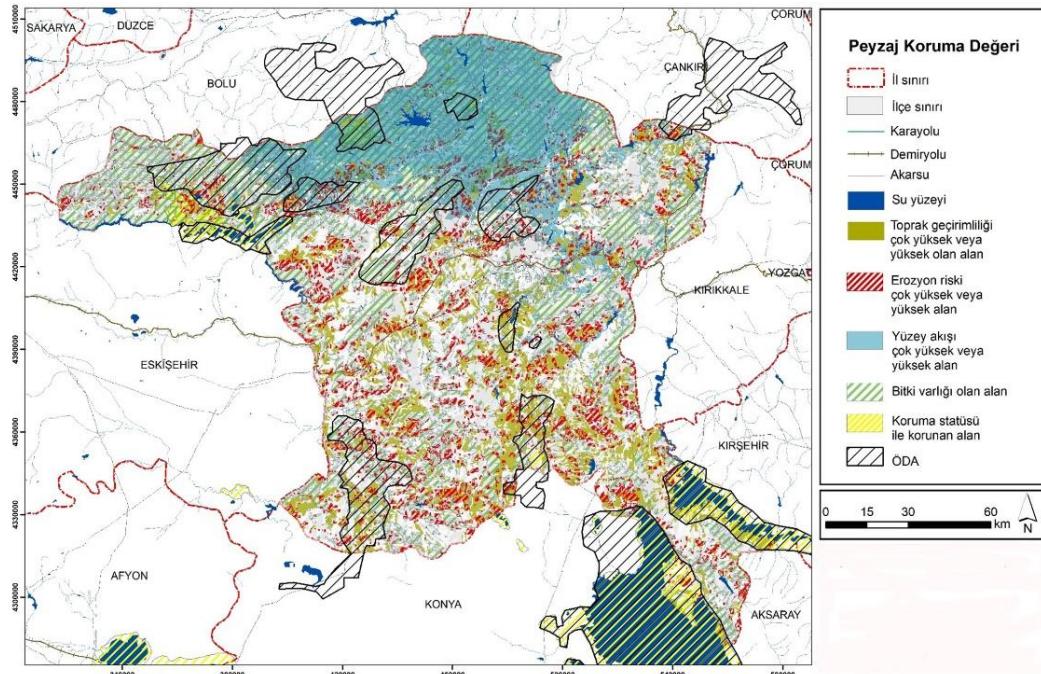 4510000
SAKARYA
DÜZCE
ÇORUM
BOLU
ÇANKIRI
4480000
ÇORUM
4450000
YOZGAT
4420000
KIRIKKALE
4390000
ESKİŞEHİR
4360000
KIRŞEHİR
4330000
AFYON
4300000
KONYA
AKSARAY
Peyzaj Koruma Değeri
İl sınırı
İlçe sınırı
Karayolu
Demiryolu
Akarsu
Su yüzeyi
Toprak geçirimliliği
çok yüksek veya
yüksek olan alan
Erozyon riski
çok yüksek veya
yüksek alan
Yüzey akışı
çok yüksek veya
yüksek alan
Bitki varlığı olan alan
Koruma statüsü
ile korunan alan
ÖDA
0 15 30 60
km
N